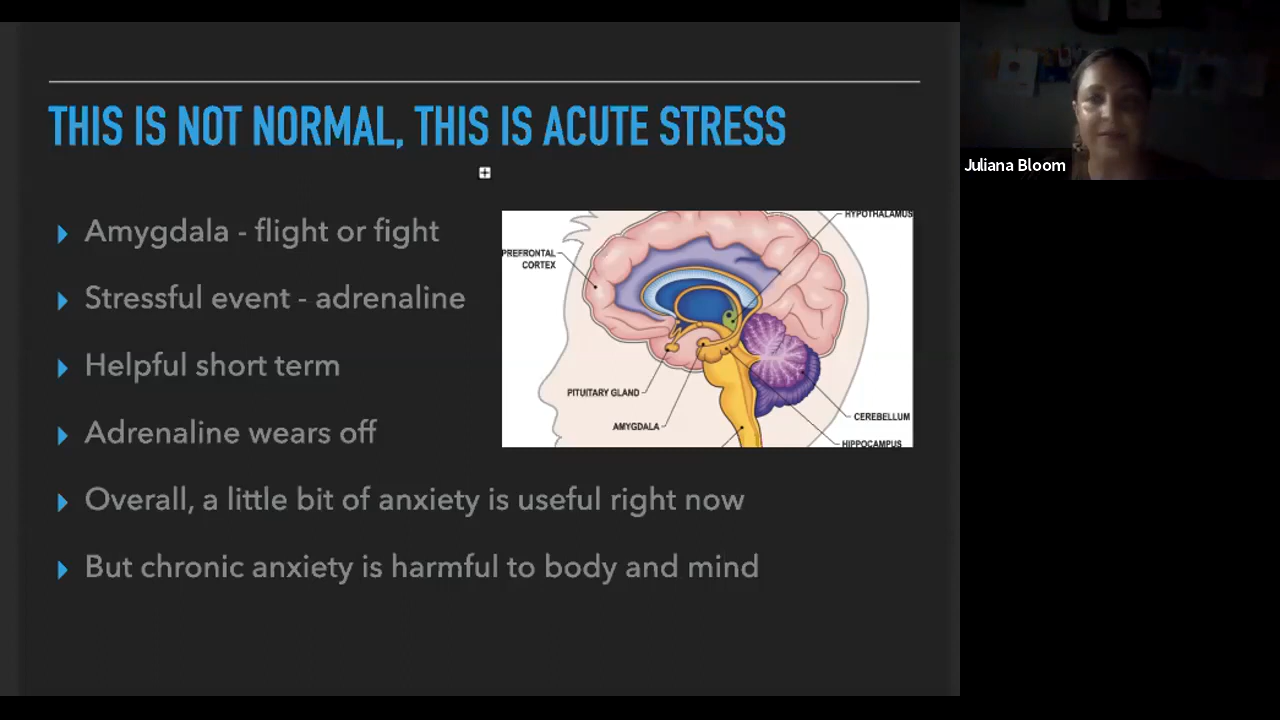 THIS IS NOT NORMAL, THIS IS ACUTE STRESS
Amygdala - flight or fight
Stressful event - adrenaline
Helpful short term
Adrenaline wears off
Overall, a little bit of anxiety is useful right now
But chronic anxiety is harmful to body and mind
HYPOTHALAMUS
PREFRONTAL
CORTEX
PITUITARY GLAND
AMYGDALA
CEREBELLUM
HIPPOCAMPUS
Juliana Bloom